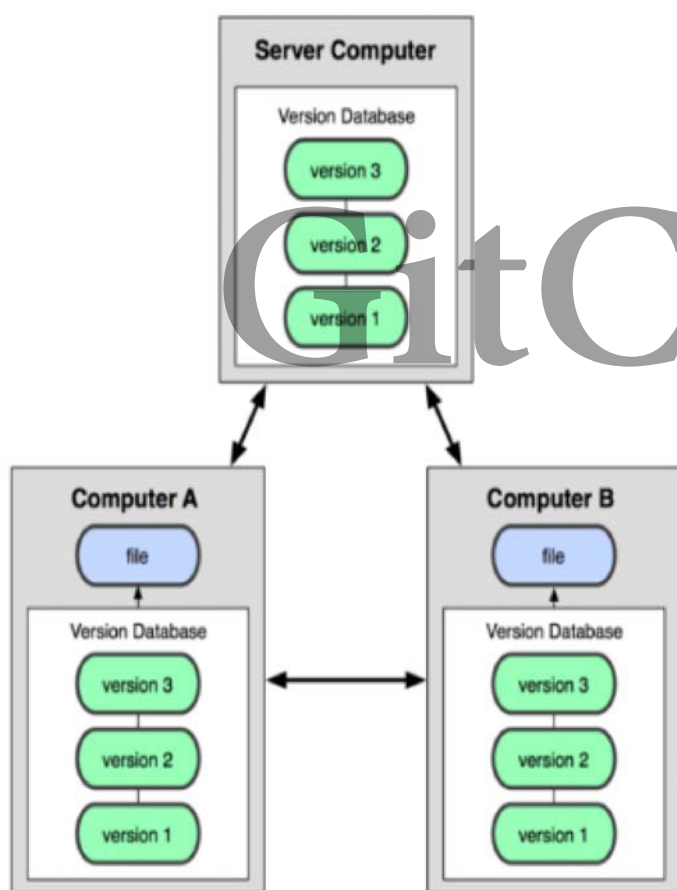 Server Computer
Version Database
version 3
version 2
version 1
GitC
Computer A
file
Version Database
version 3
version 2
version 1
Computer B
file
Version Database
version 3
version 2
version 1